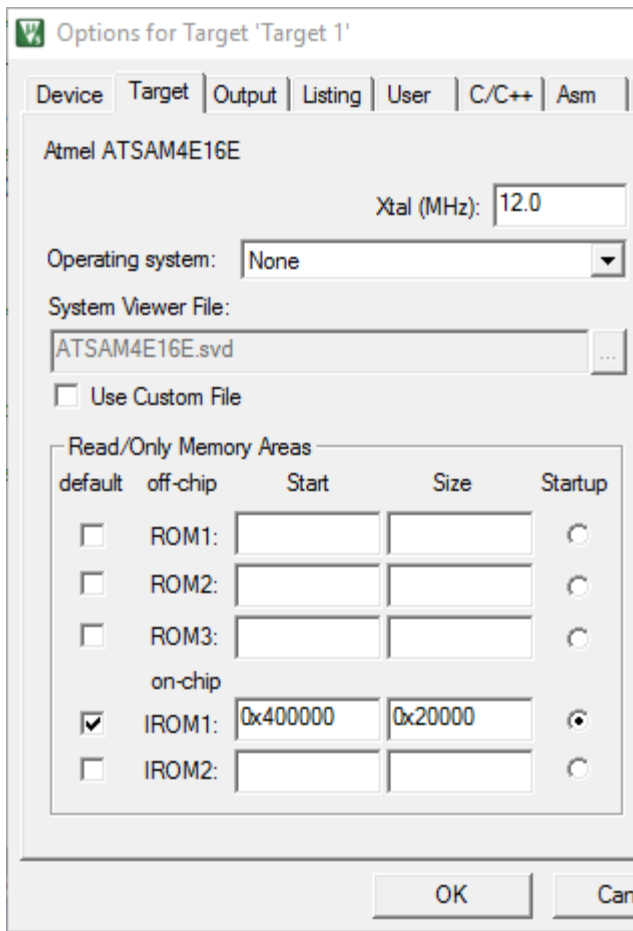 Options for Target 'Target 1'
Device Target Output Listing User C/C++ Asm
Atmel ATSAM4E16E
Xtal (MHz): 12.0
Operating system: None
System Viewer File:
ATSAM4E16E.svd ...
Use Custom File
Read/Only Memory Areas
default off-chip Start Size Startup
ROM1:
ROM2:
ROM3:
on-chip
IROM1: 0x400000 0x20000
IROM2:
OK Can